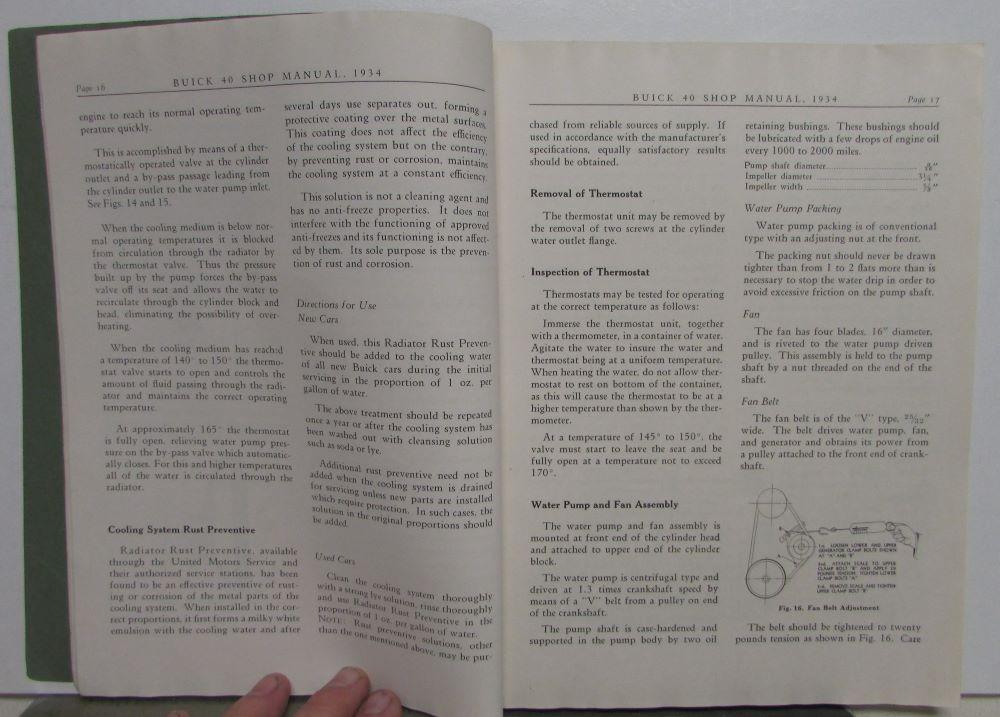 Page 16
BUICK 40 SHOP MANUAL, 1934
engine to reach its normal operating tem-
perature quickly.
This is accomplished by means of a ther-
mostatically operated valve at the cylinder
outlet and a by-pass passage leading from
the cylinder outlet to the water pump inlet.
See Figs. 14 and 15.
When the cooling medium is below nor-
mal operating temperatures it is blocked
from circulation through the radiator by
the thermostat valve. Thus the pressure
built up by the pump forces the by-pass
valve off its seat and allows the water to
recirculate through the cylinder block and
head, eliminating the possibility of over-
heating.
When the cooling medium has reached
a temperature of 140° to 150° the thermo-
stat valve starts to open and controls the
amount of fluid passing through the radi-
ator and maintains the correct operating
temperature.
At approximately 165° the thermostat
is fully open, relieving water pump pres-
sure on the by-pass valve which automatic-
ally closes. For this and higher temperatures
all of the water is circulated through the
radiator.
Cooling System Rust Preventive
Radiator Rust Preventive, available
through the United Motors Service and
their authorized service stations, has been
found to be an effective preventive of rust-
ing or corrosion of the metal parts of the
cooling system. When installed in the cor-
rect proportions, it first forms a milky white
emulsion with the cooling water and after
several days use separates out, forming a
protective coating over the metal surfaces.
This coating does not affect the efficiency
of the cooling system but on the contrary,
by preventing rust or corrosion, maintains
the cooling system at a constant efficiency.
This solution is not a cleaning agent and
has no anti-freeze properties. It does not
interfere with the functioning of approved
anti-freezes and its functioning is not affect-
ed by them. Its sole purpose is the preven-
tion of rust and corrosion.
Directions for Use
New Cars
When used, this Radiator Rust Preven-
tive should be added to the cooling water
of all new Buick cars during the initial
servicing in the proportion of 1 oz. per
gallon of water.
The above treatment should be repeated
once a year or after the cooling system has
been washed out with cleansing solution
such as soda or lye.
Additional rust preventive need not be
added when the cooling system is drained
for servicing unless new parts are installed
which require protection. In such cases, the
solution in the original proportions should
be added.
Used Cars
Clean the cooling system thoroughly
with a strong lye solution, rinse thoroughly
and use Radiator Rust Preventive in the
proportion of 1 oz. per gallon of water.
NOTE: Rust preventive solutions, other
than the one mentioned above, may be pur-
BUICK 40 SHOP MANUAL, 1934
Page 17
chased from reliable sources of supply. If
used in accordance with the manufacturer's
specifications, equally satisfactory results
should be obtained.
Removal of Thermostat
The thermostat unit may be removed by
the removal of two screws at the cylinder
water outlet flange.
Inspection of Thermostat
Thermostats may be tested for operating
at the correct temperature as follows:
Immerse the thermostat unit, together
with a thermometer, in a container of water.
Agitate the water to insure the water and
thermostat being at a uniform temperature.
When heating the water, do not allow ther-
mostat to rest on bottom of the container,
as this will cause the thermostat to be at a
higher temperature than shown by the ther-
mometer.
At a temperature of 145° to 150°, the
valve must start to leave the seat and be
fully open at a temperature not to exceed
170°.
Water Pump and Fan Assembly
The water pump and fan assembly is
mounted at front end of the cylinder head
and attached to upper end of the cylinder
block.
The water pump is centrifugal type and
driven at 1.3 times crankshaft speed by
means of a "V" belt from a pulley on end
of the crankshaft.
The pump shaft is case-hardened and
supported in the pump body by two oil
retaining bushings. These bushings should
be lubricated with a few drops of engine oil
every 1000 to 2000 miles.
Pump shaft diameter
Impeller diameter
Impeller width
Water Pump Packing
Water pump packing is of conventional
type with an adjusting nut at the front.
The packing nut should never be drawn
tighter than from 1 to 2 flats more than is
necessary to stop the water drip in order to
avoid excessive friction on the pump shaft.
Fan
The fan has four blades, 16" diameter,
and is riveted to the water pump driven
pulley. This assembly is held to the pump
shaft by a nut threaded on the end of the
shaft.
Fan Belt
The fan belt is of the "V" type, 25/32"
wide. The belt drives water pump, fan,
and generator and obtains its power from
a pulley attached to the front end of crank-
shaft.
1st. LOOSEN LOWER AND UPPER
GENERATOR CLAMP BOLTS SHOWN
AT "A" AND "B"
2nd. ATTACH SCALE TO UPPER
CLAMP BOLT "B" AND APPLY 20
POUNDS TENSION. TIGHTEN LOWER
CLAMP BOLTS "A"
3rd. REMOVE SCALE AND TIGHTEN
UPPER CLAMP BOLT "B"
Fig. 16. Fan Belt Adjustment
The belt should be tightened to twenty
pounds tension as shown in Fig. 16. Care